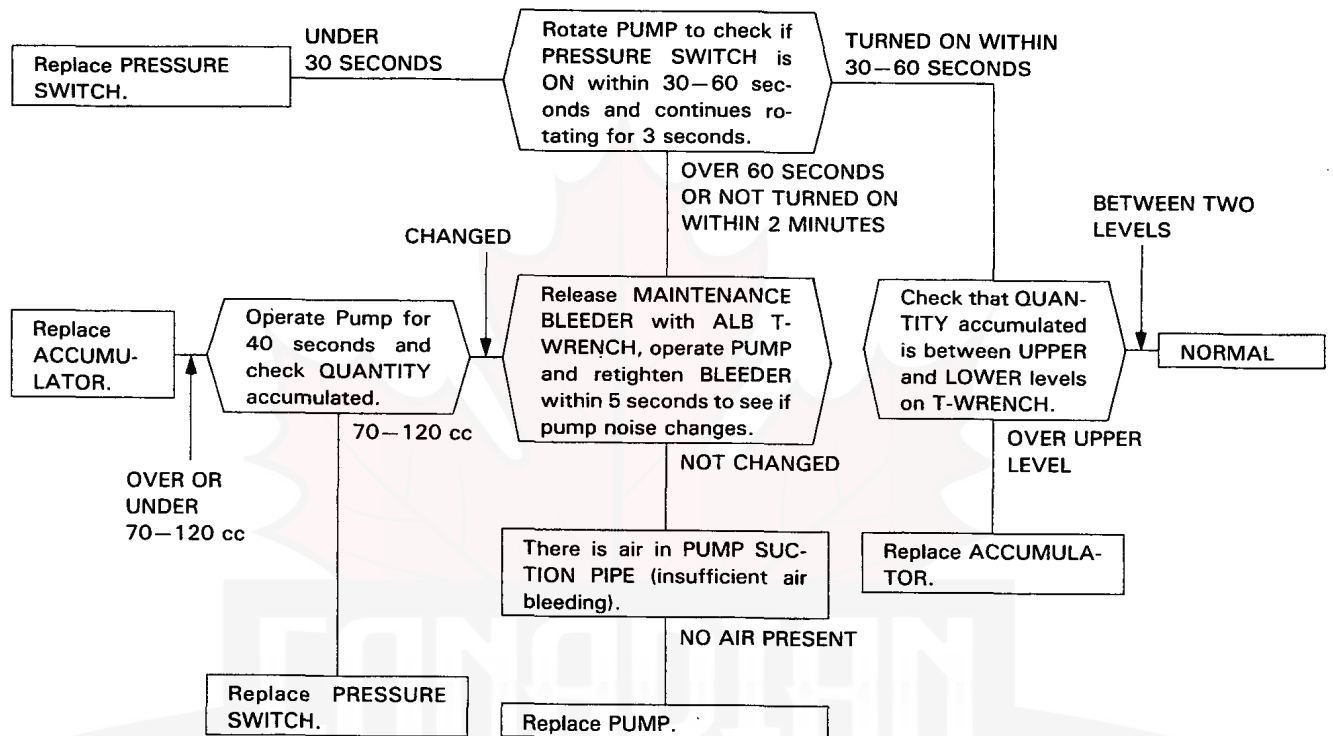 Replace PRESSURE
SWITCH.
UNDER
30 SECONDS
Rotate PUMP to check if
PRESSURE SWITCH is
ON within 30–60 sec-
onds and continues ro-
tating for 3 seconds.
TURNED ON WITHIN
30–60 SECONDS
OVER 60 SECONDS
OR NOT TURNED ON
WITHIN 2 MINUTES
BETWEEN TWO
LEVELS
CHANGED
Replace
ACCUMU-
LATOR.
Operate Pump for
40 seconds and
check QUANTITY
accumulated.
Release MAINTENANCE
BLEEDER with ALB T-
WRENCH, operate PUMP
and retighten BLEEDER
within 5 seconds to see if
pump noise changes.
Check that QUAN-
TITY accumulated
is between UPPER
and LOWER levels
on T-WRENCH.
NORMAL
70–120 cc
OVER OR
UNDER
70–120 cc
NOT CHANGED
OVER UPPER
LEVEL
There is air in PUMP SUC-
TION PIPE (insufficient air
bleeding).
Replace ACCUMULA-
TOR.
NO AIR PRESENT
Replace PRESSURE
SWITCH.
Replace PUMP.
CANADIAN